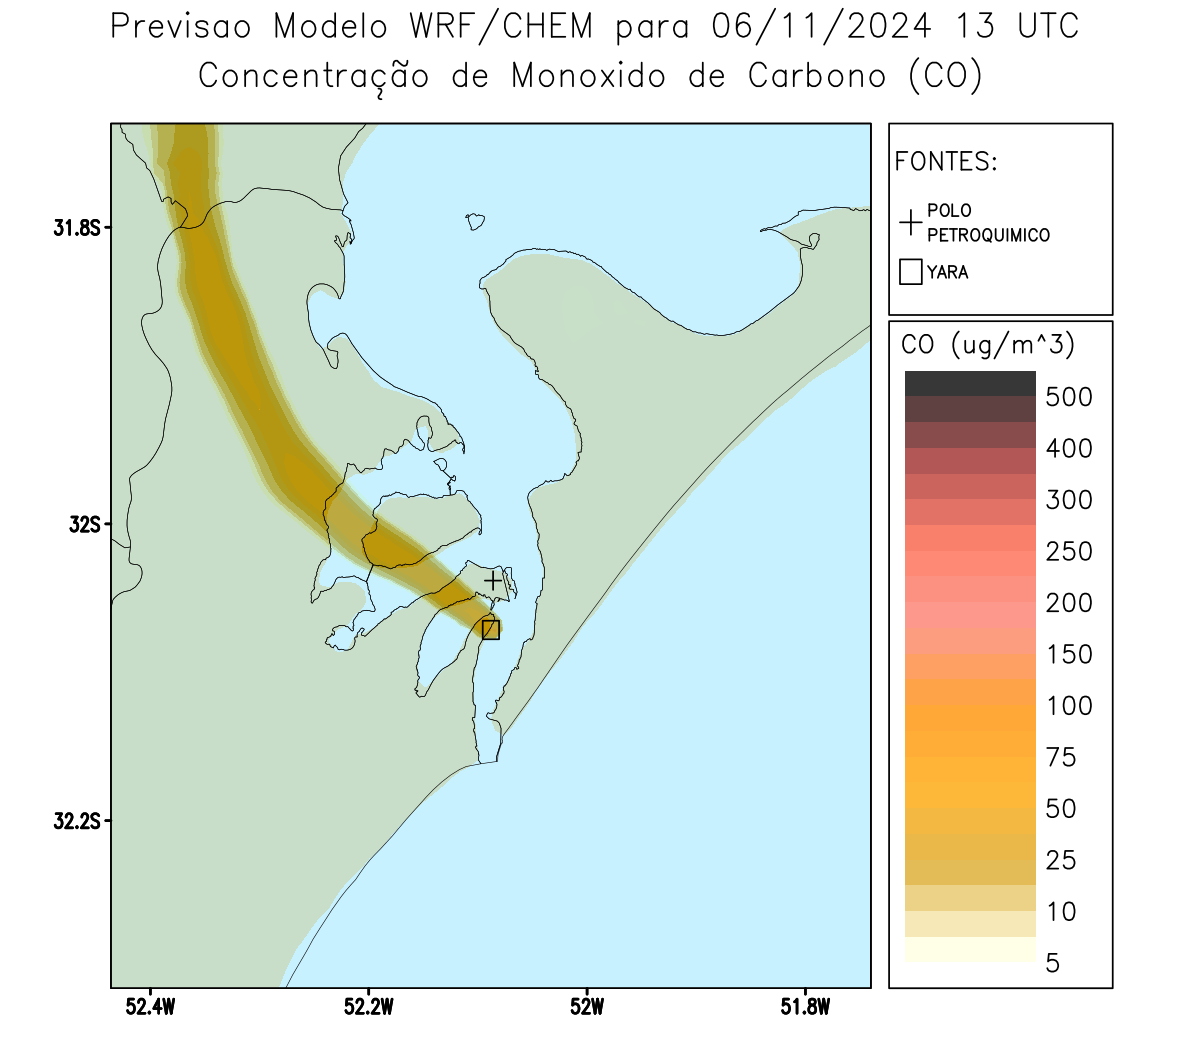 Previsao Modelo WRF/CHEM para 06/11/2024 13 UTC
Concentração de Monoxido de Carbono (CO)
FONTES:
POLO
PETROQUIMICO
YARA
CO (ug/m^3)
500
400
300
250
200
150
100
75
50
25
10
5
31.8S
32S
32.2S
52.4W
52.2W
52W
51.8W